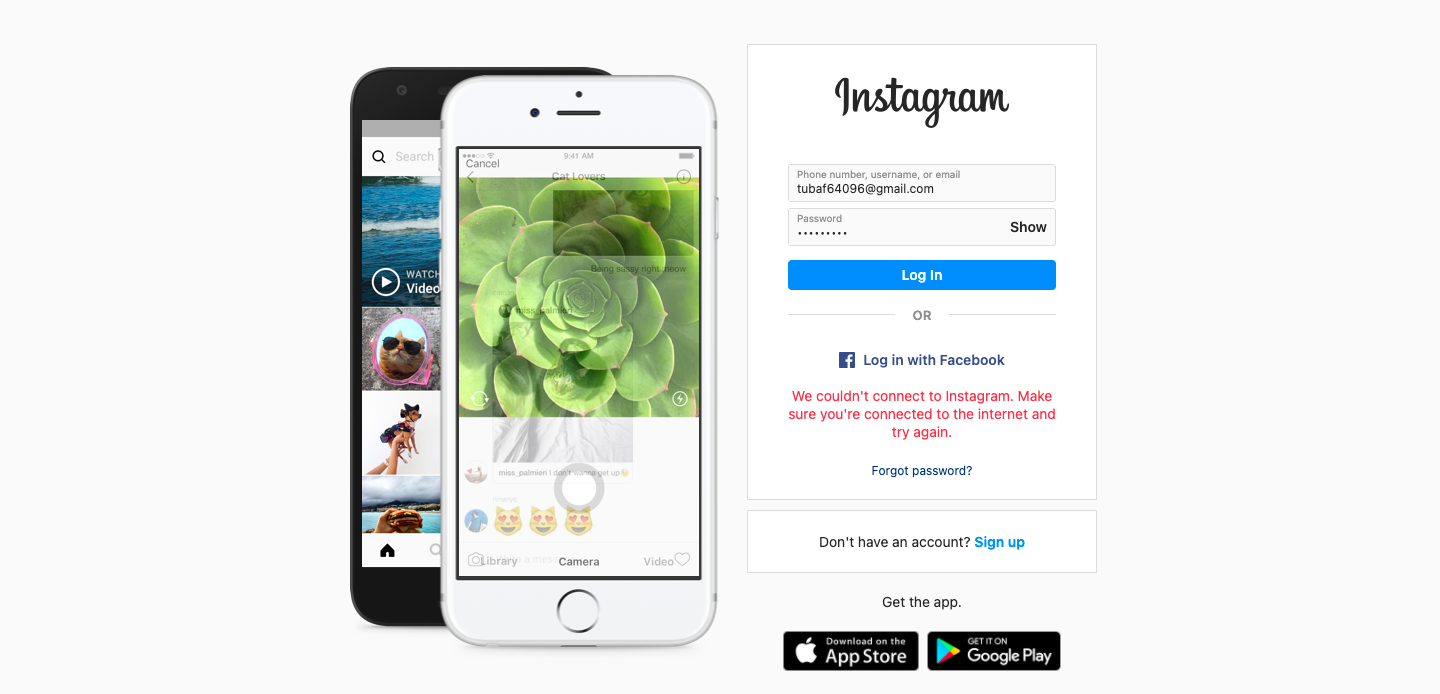 Search
WATCH
Video
9:41 AM
Cancel
Cat Lovers
Being sassy right meow
miss_palmieri
miss_palmieri I don't wanna get up😴
Library
Camera
Video
Instagram
Phone number, username, or email
tubaf64096@gmail.com
Password
•••••••••
Show
Log In
OR
Log in with Facebook
We couldn't connect to Instagram. Make
sure you're connected to the internet and
try again.
Forgot password?
Don't have an account? Sign up
Get the app.
Download on the
App Store
GET IT ON
Google Play